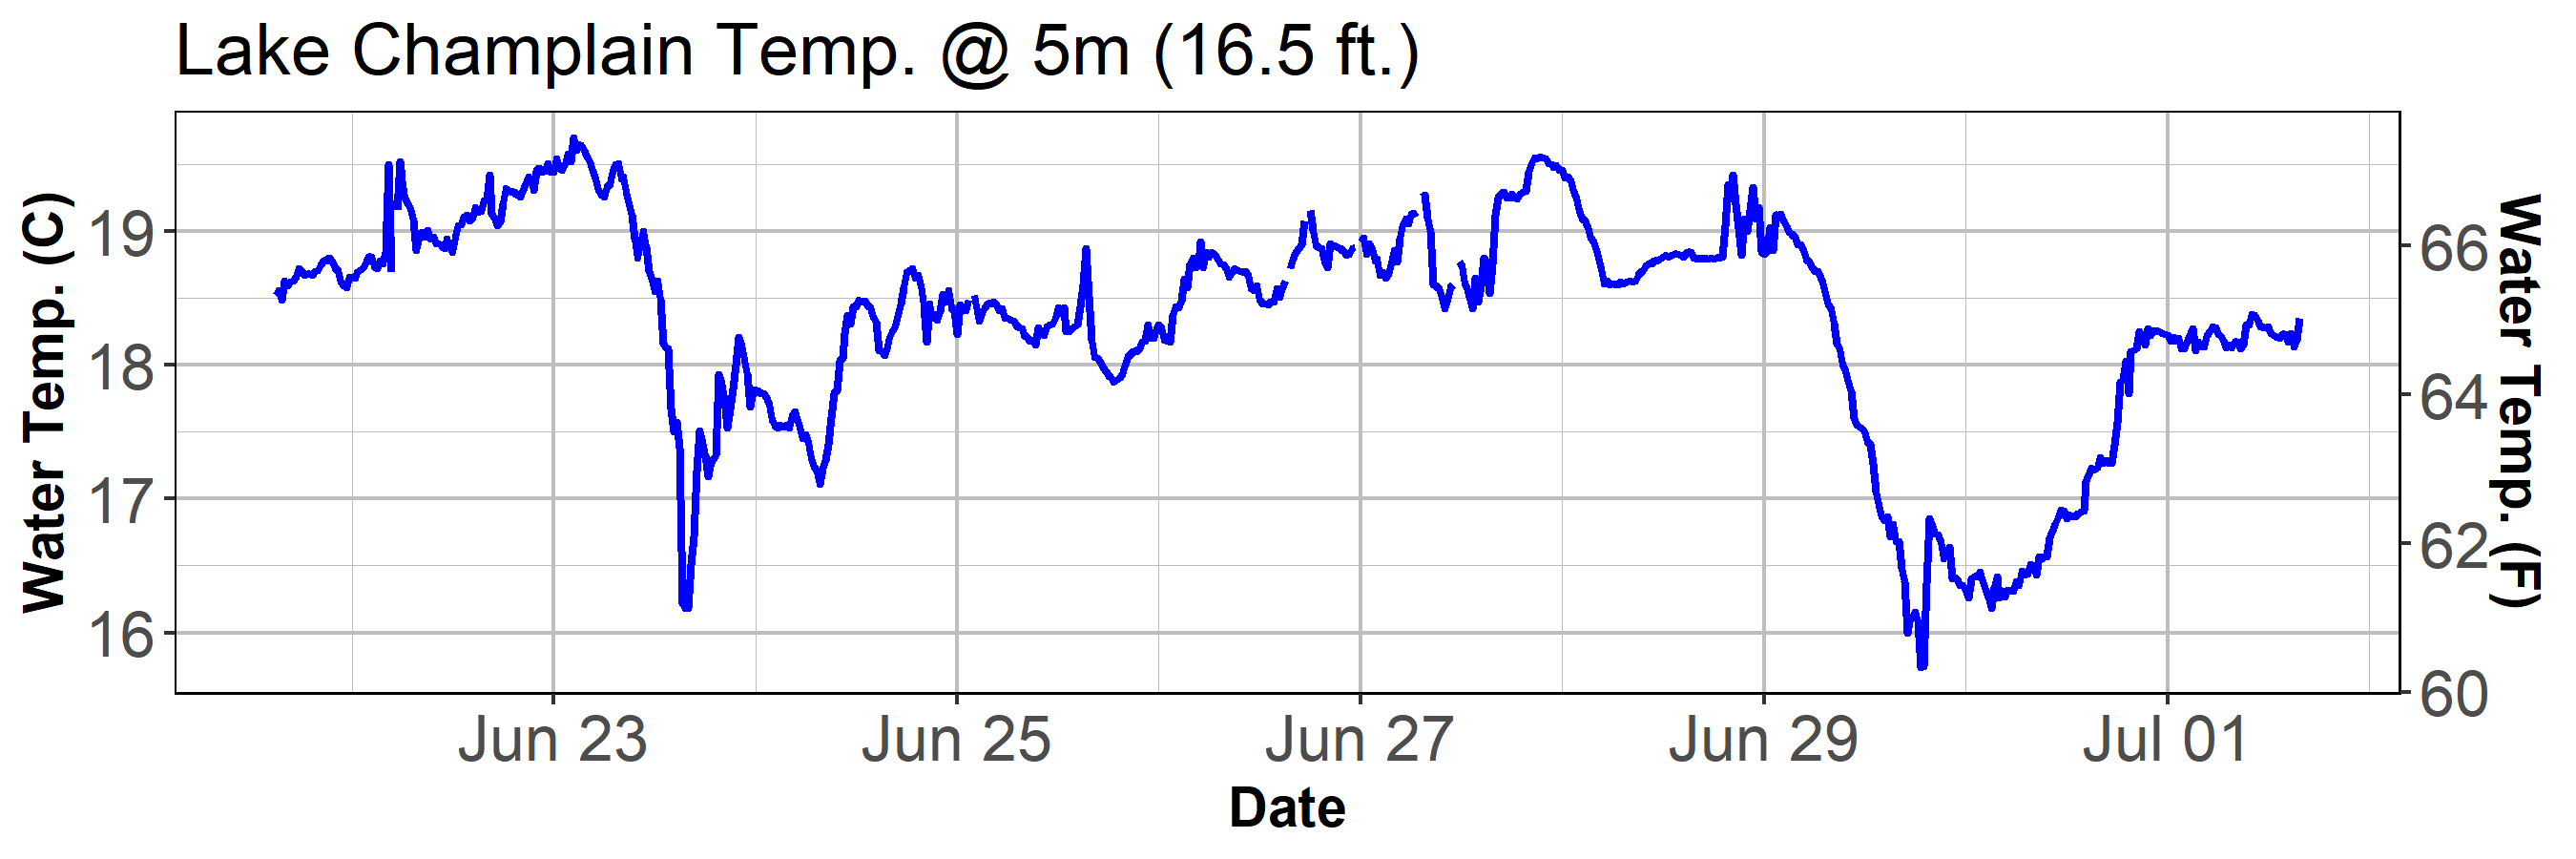 Lake Champlain Temp. @ 5m (16.5 ft.)
Water Temp. (C)
19
18
17
16
66
64
62
60
Water Temp. (F)
Jun 23 Jun 25 Jun 27 Jun 29 Jul 01
Date